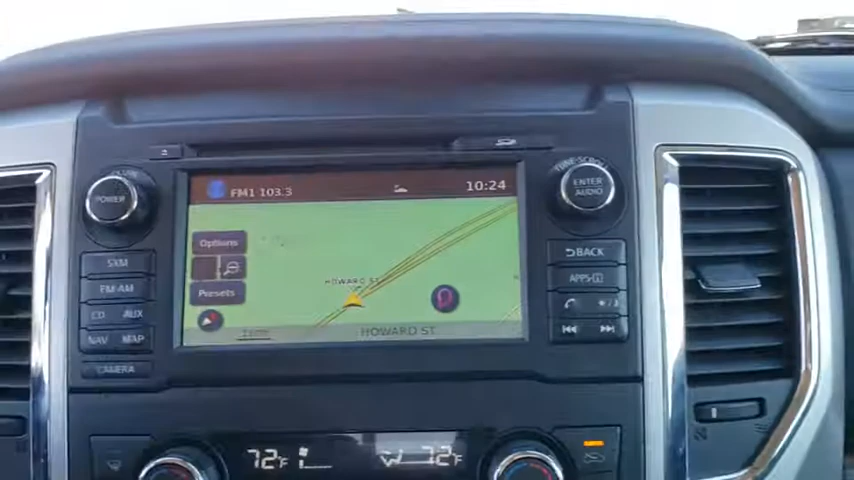 FM1 103.3
10:24
POWER
TUNE·SCROLL
ENTER
AUDIO
SXM
FM·AM
CD AUX
NAV MAP
CAMERA
Options
Presets
HOWARD ST
HOWARD ST
BACK
APPS
72°F
72°F